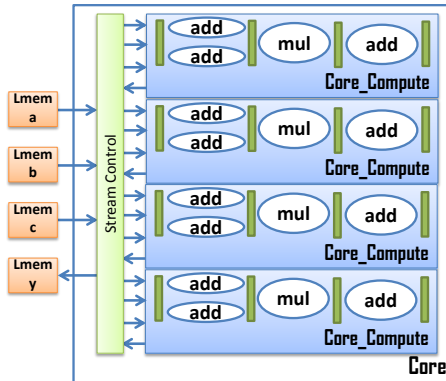 add
add
mul
add
Core_Compute
Lmem
a
Lmem
b
Lmem
c
Lmem
y
Stream Control
add
add
mul
add
Core_Compute
add
add
mul
add
Core_Compute
add
add
mul
add
Core_Compute
Core